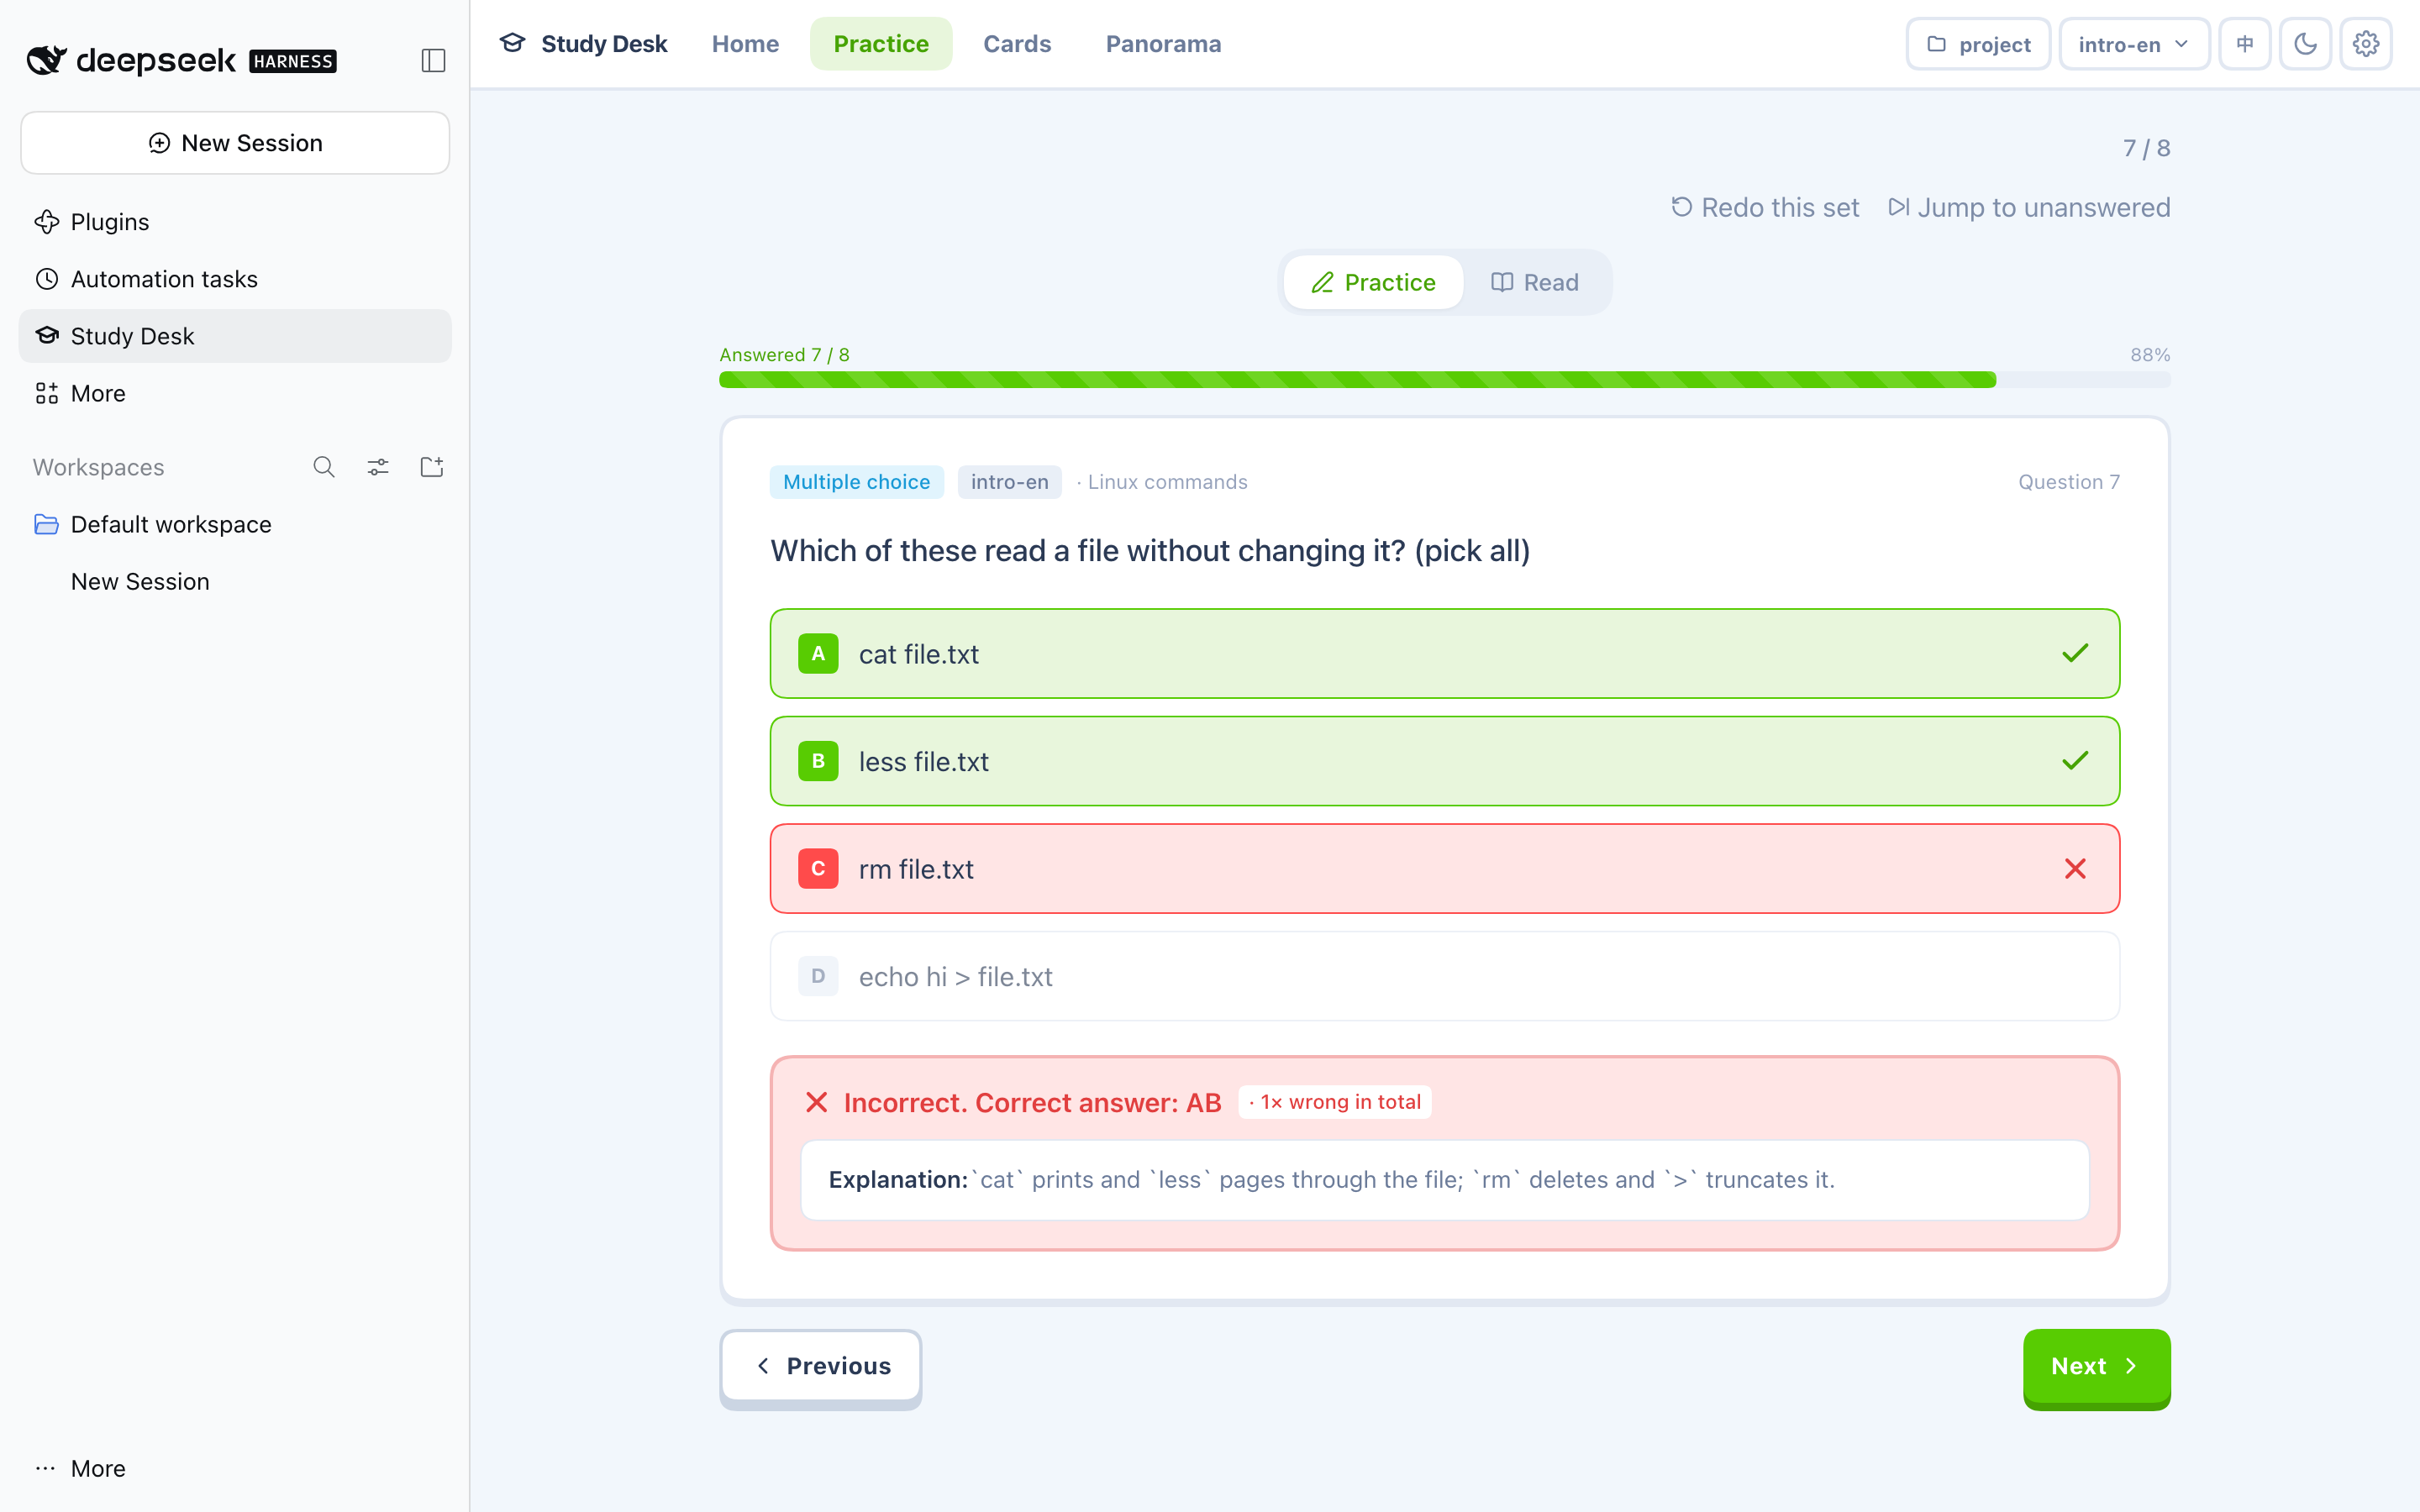 deepseek HARNESS
New Session
Plugins
Automation tasks
Study Desk
More
Workspaces
Default workspace
New Session
More
Study Desk
Home
Practice
Cards
Panorama
project
intro-en
中
7 / 8
Redo this set
Jump to unanswered
Practice
Read
Answered 7 / 8
88%
Multiple choice
intro-en
· Linux commands
Question 7
Which of these read a file without changing it? (pick all)
A cat file.txt
B less file.txt
C rm file.txt
D echo hi > file.txt
Incorrect. Correct answer: AB
· 1× wrong in total
Explanation: `cat` prints and `less` pages through the file; `rm` deletes and `>` truncates it.
Previous
Next